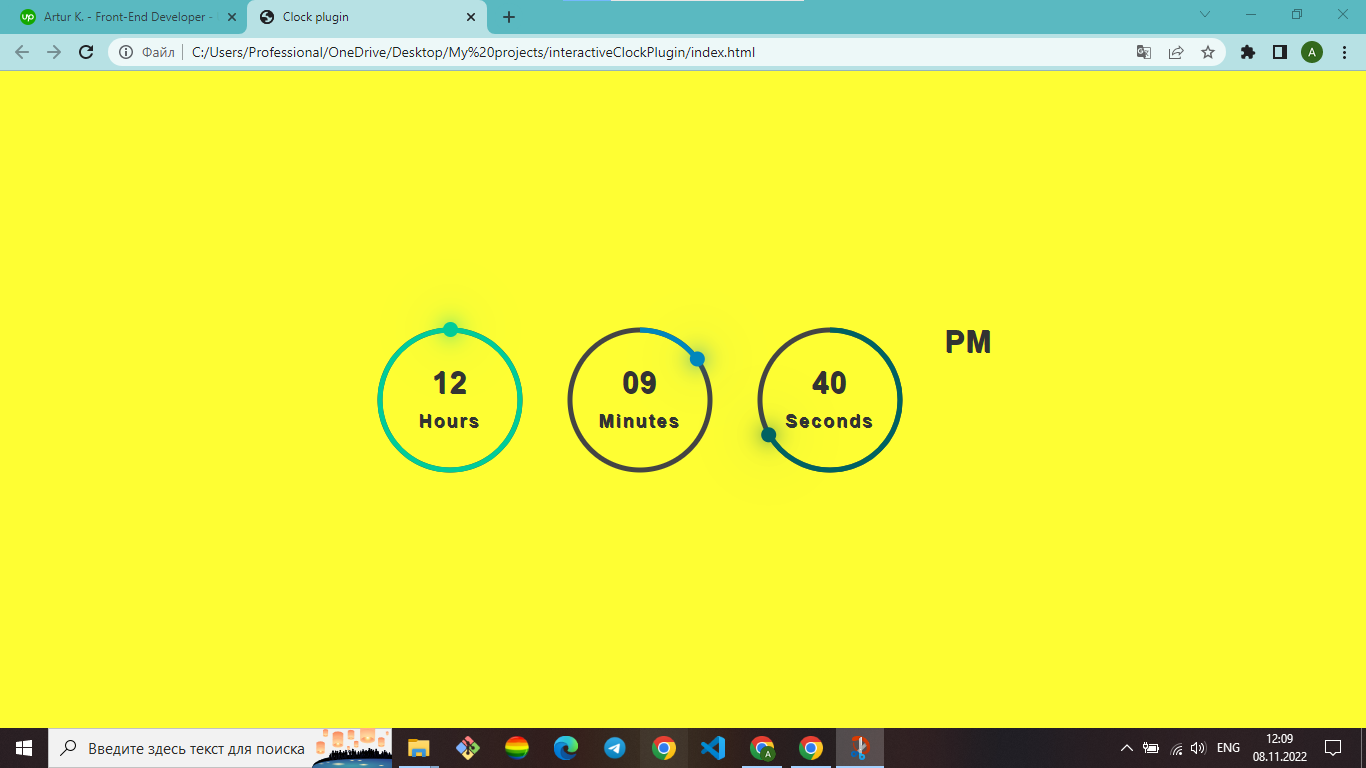 up Artur K. - Front-End Developer -
Clock plugin
Файл | C:/Users/Professional/OneDrive/Desktop/My%20projects/interactiveClockPlugin/index.html
A
12
Hours
09
Minutes
40
Seconds
PM
Введите здесь текст для поиска
A
ENG
12:09
08.11.2022